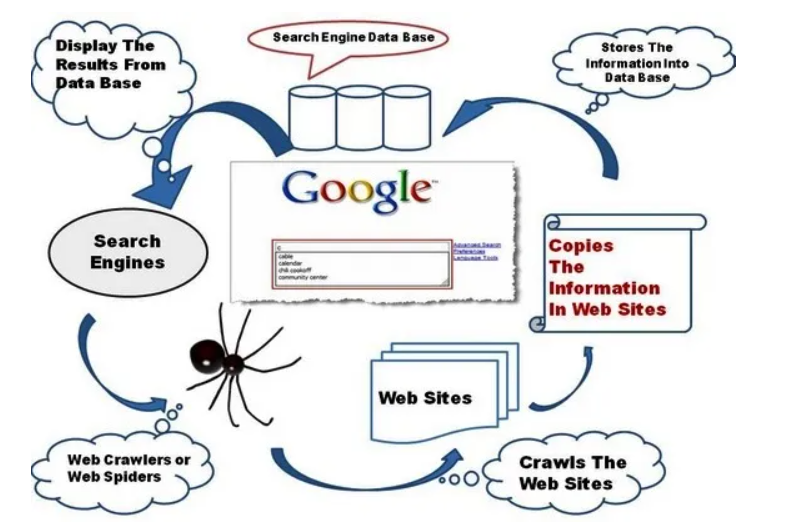 Display The
Results From
Data Base
Search Engine Data Base
Stores The
Information Into
Data Base
Google™
Search
Engines
c
cable
calendar
chili cookoff
community center
Advanced Search
Preferences
Language Tools
Copies
The
Information
In Web Sites
Web Sites
Web Crawlers or
Web Spiders
Crawls The
Web Sites